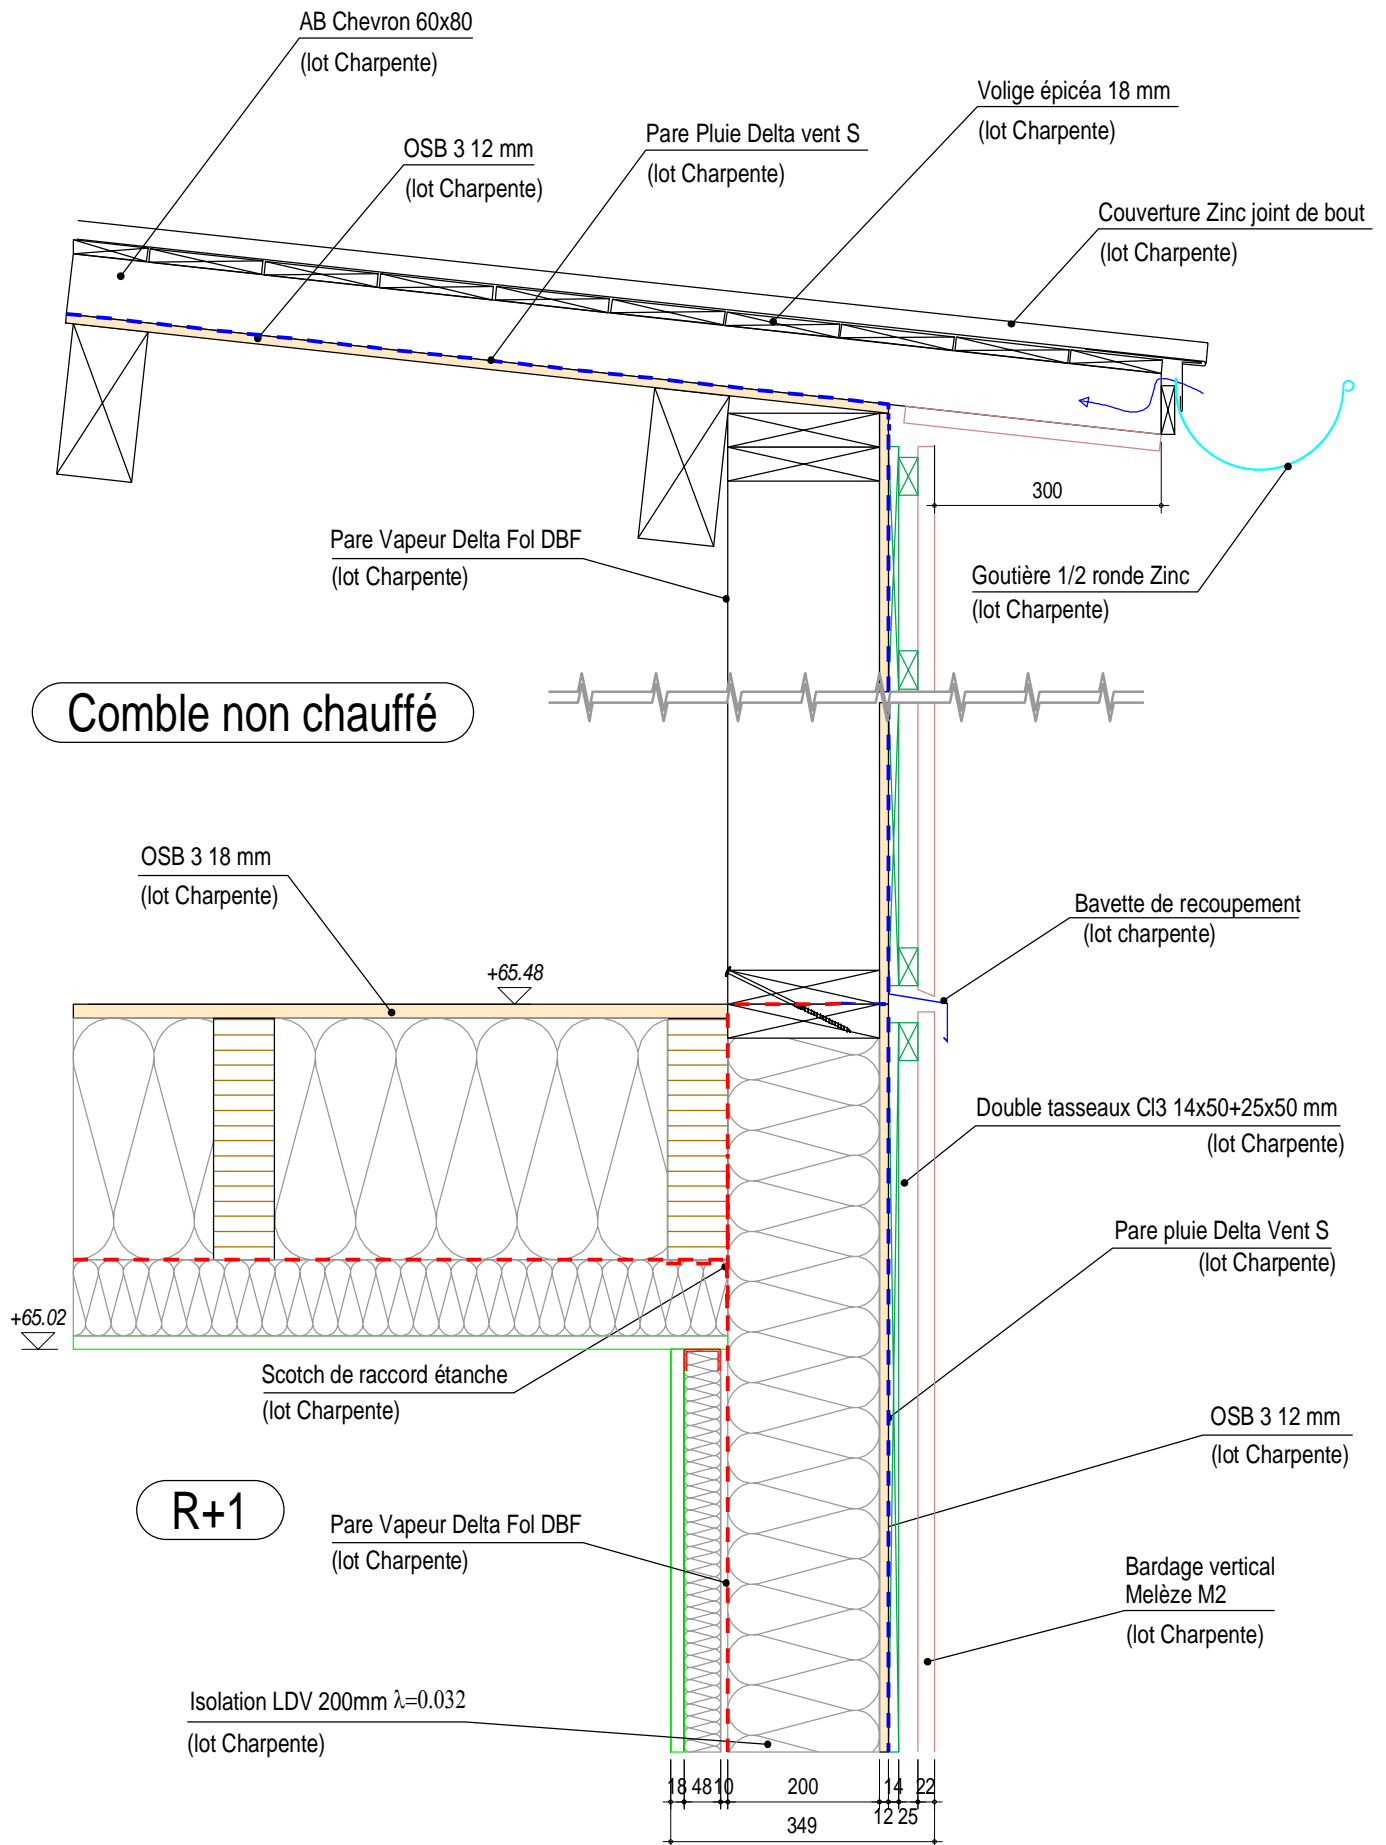 AB Chevron 60x80
(lot Charpente)
Volige épicéa 18 mm
(lot Charpente)
Pare Pluie Delta vent S
(lot Charpente)
OSB 3 12 mm
(lot Charpente)
Couverture Zinc joint de bout
(lot Charpente)
300
Pare Vapeur Delta Fol DBF
(lot Charpente)
Goutière 1/2 ronde Zinc
(lot Charpente)
Comble non chauffé
OSB 3 18 mm
(lot Charpente)
Bavette de recoupement
(lot charpente)
+65.48
Double tasseaux Cl3 14x50+25x50 mm
(lot Charpente)
Pare pluie Delta Vent S
(lot Charpente)
+65.02
Scotch de raccord étanche
(lot Charpente)
OSB 3 12 mm
(lot Charpente)
R+1
Pare Vapeur Delta Fol DBF
(lot Charpente)
Bardage vertical
Melèze M2
(lot Charpente)
Isolation LDV 200mm λ=0.032
(lot Charpente)
18 48 10 200 14 22
12 25
349